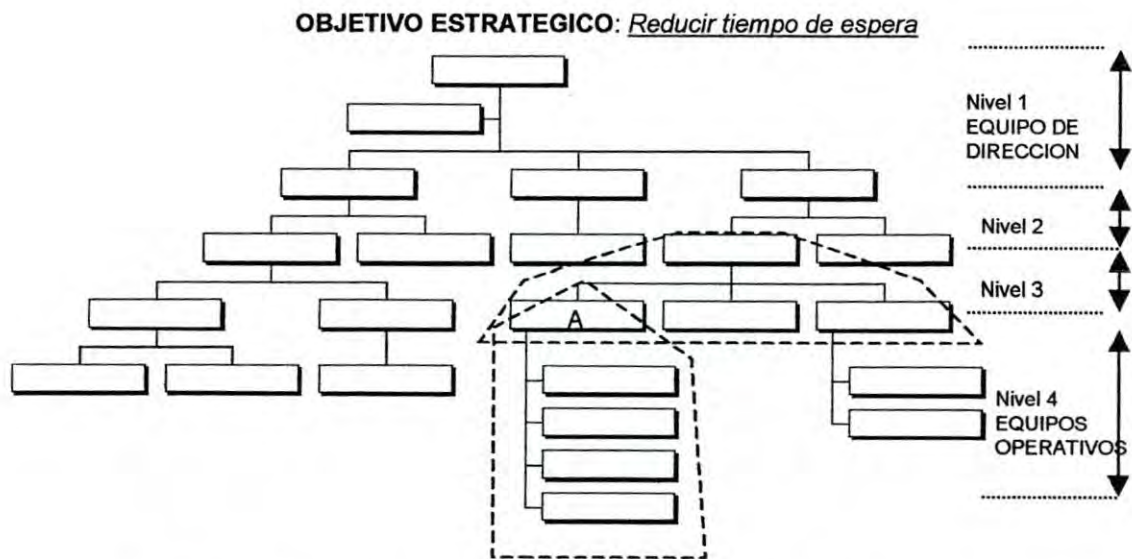 OBJETIVO ESTRATEGICO: Reducir tiempo de espera
Nivel 1
EQUIPO DE
DIRECCION
Nivel 2
Nivel 3
A
Nivel 4
EQUIPOS
OPERATIVOS